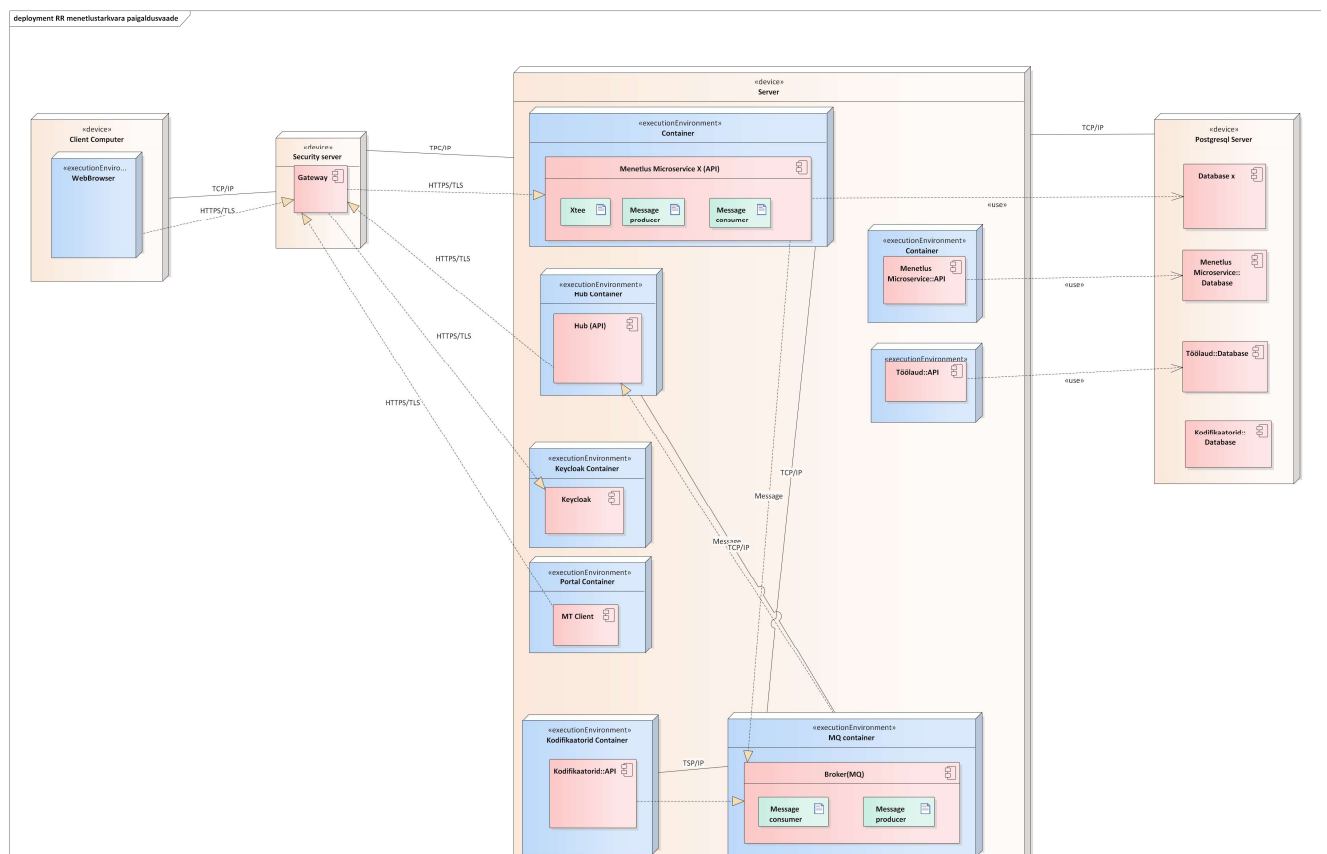 deployment RR menetlustarkvara paigaldusvaade
«device»
Client Computer
«executionEnviro...
WebBrowser
TCP/IP
HTTPS/TLS
«device»
Security server
Gateway
TPC/IP
HTTPS/TLS
HTTPS/TLS
HTTPS/TLS
HTTPS/TLS
«device»
Server
«executionEnvironment»
Container
Menetlus Microservice X (API)
Xtee
Message
producer
Message
consumer
«executionEnvironment»
Hub Container
Hub (API)
«executionEnvironment»
Container
Menetlus
Microservice::API
«executionEnvironment»
Töölaud::API
«executionEnvironment»
Keycloak Container
Keycloak
«executionEnvironment»
Portal Container
MT Client
TCP/IP
Message
Message
TCP/IP
«executionEnvironment»
Kodifikaatorid Container
Kodifikaatorid::API
TSP/IP
«executionEnvironment»
MQ container
Broker(MQ)
Message
consumer
Message
producer
TCP/IP
«use»
«use»
«use»
«device»
Postgresql Server
Database x
Menetlus
Microservice::
Database
Töölaud::Database
Kodifikaatorid::
Database